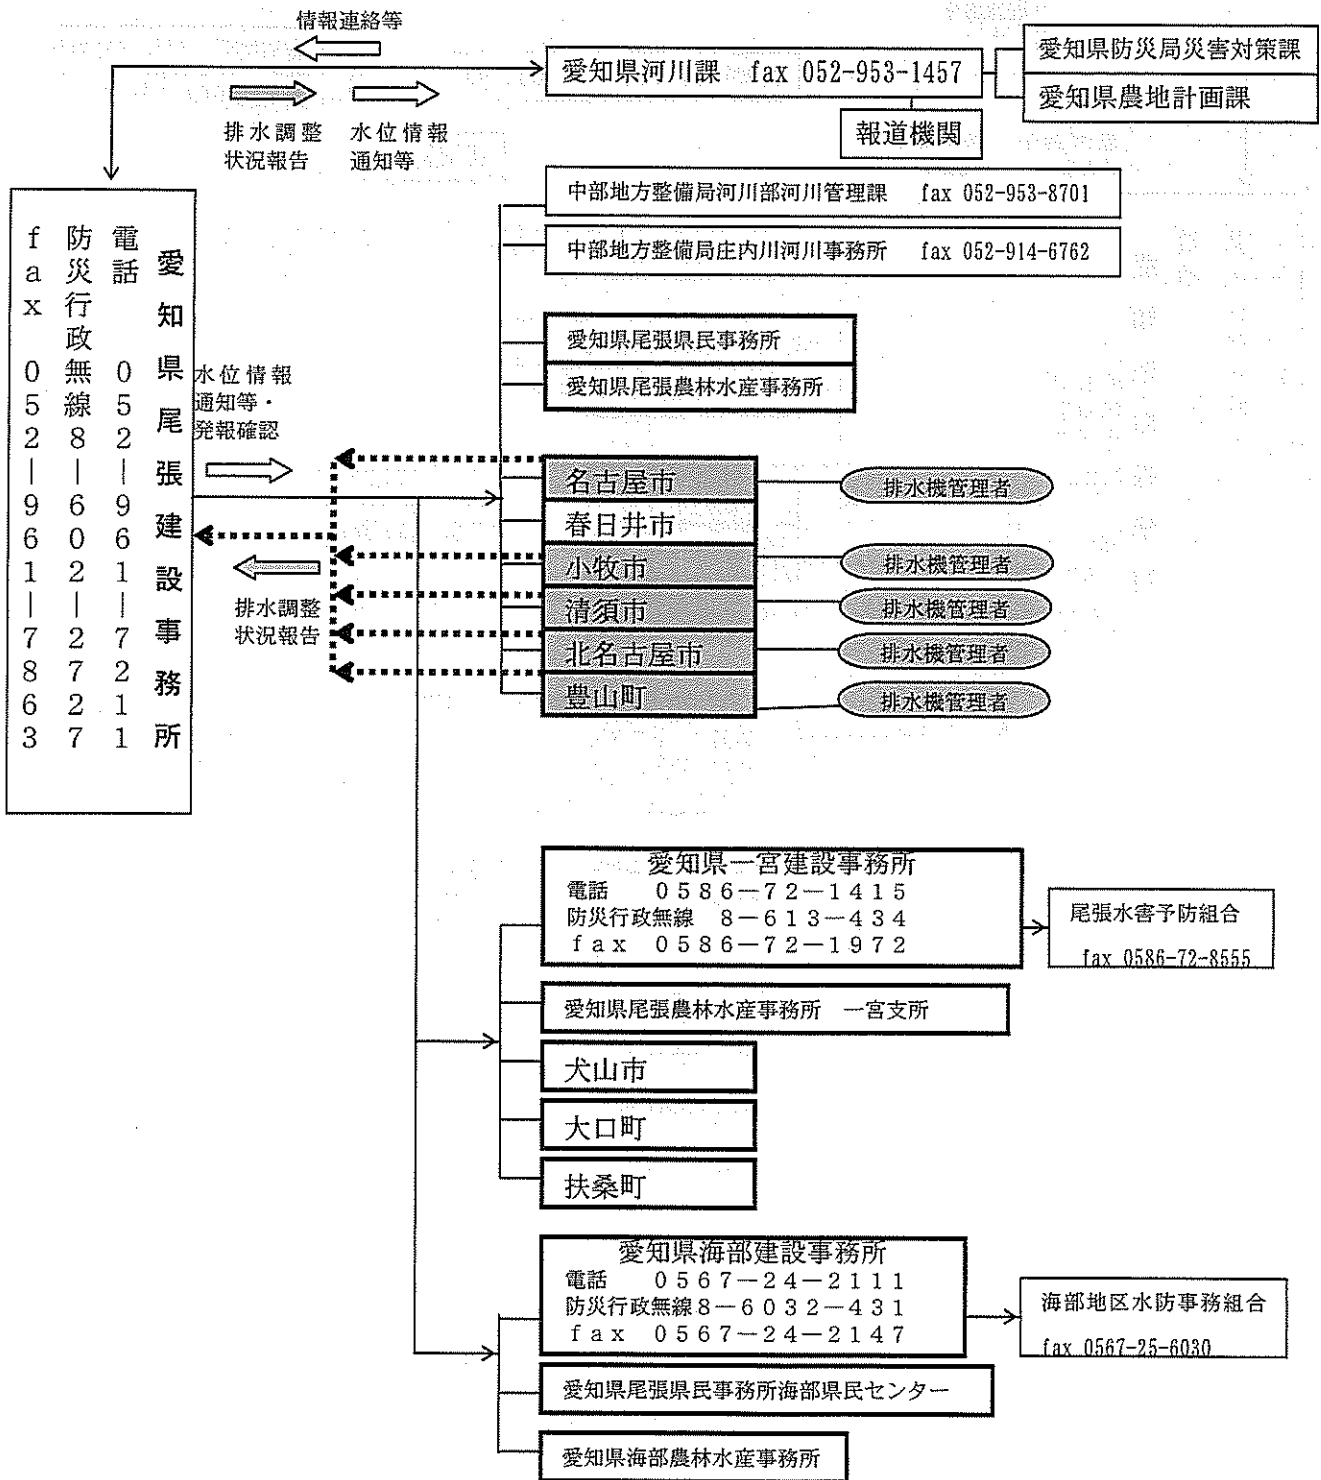 情報連絡等
愛知県河川課　fax 052-953-1457
愛知県防災局災害対策課
愛知県農地計画課
報道機関
排水調整
状況報告
水位情報
通知等
愛知県尾張建設事務所
電話　052-961-7211
防災行政無線8-602-2721
fax　052-961-7863
中部地方整備局河川部河川管理課　fax 052-953-8701
中部地方整備局庄内川河川事務所　fax 052-914-6762
愛知県尾張県民事務所
愛知県尾張農林水産事務所
水位情報
通知等・
発報確認
排水調整
状況報告
名古屋市
排水機管理者
春日井市
小牧市
排水機管理者
清須市
排水機管理者
北名古屋市
排水機管理者
豊山町
排水機管理者
愛知県一宮建設事務所
電話　0586-72-1415
防災行政無線　8-613-434
fax　0586-72-1972
尾張水害予防組合
fax 0586-72-8555
愛知県尾張農林水産事務所　一宮支所
犬山市
大口町
扶桑町
愛知県海部建設事務所
電話　0567-24-2111
防災行政無線8-6032-431
fax　0567-24-2147
海部地区水防事務組合
fax 0567-25-6030
愛知県尾張県民事務所海部県民センター
愛知県海部農林水産事務所